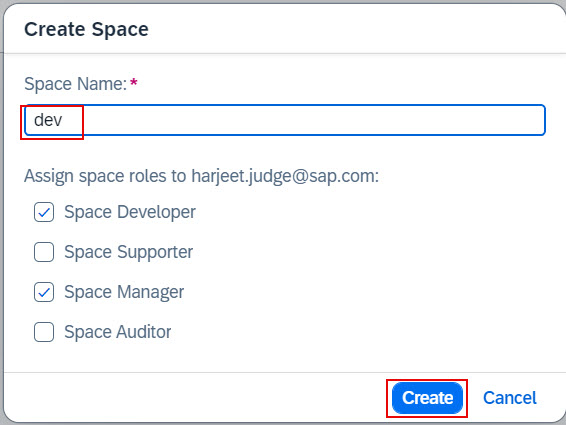 Create Space
Space Name:*
dev
Assign space roles to harjeet.judge@sap.com:
Space Developer
Space Supporter
Space Manager
Space Auditor
Create Cancel